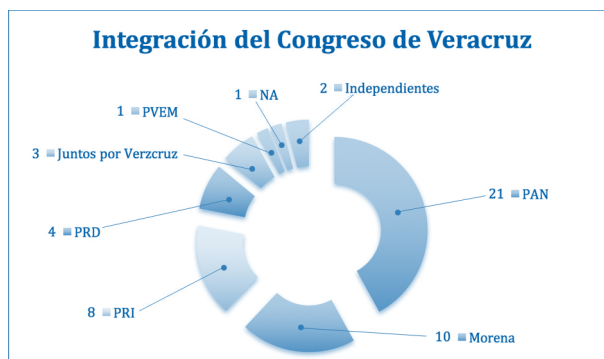 Integración del Congreso de Veracruz
2 Independientes
1 NA
1 PVEM
3 Juntos por Verzcruz
21 PAN
4 PRD
8 PRI
10 Morena